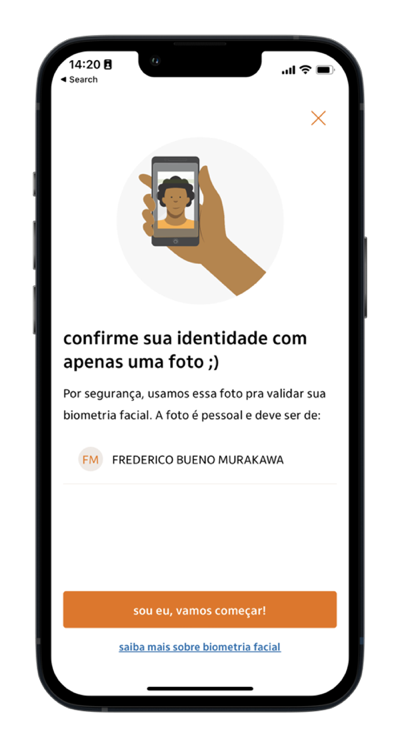 14:20
◀ Search
confirme sua identidade com
apenas uma foto ;)
Por segurança, usamos essa foto pra validar sua
biometria facial. A foto é pessoal e deve ser de:
FM FREDERICO BUENO MURAKAWA
sou eu, vamos começar!
saiba mais sobre biometria facial